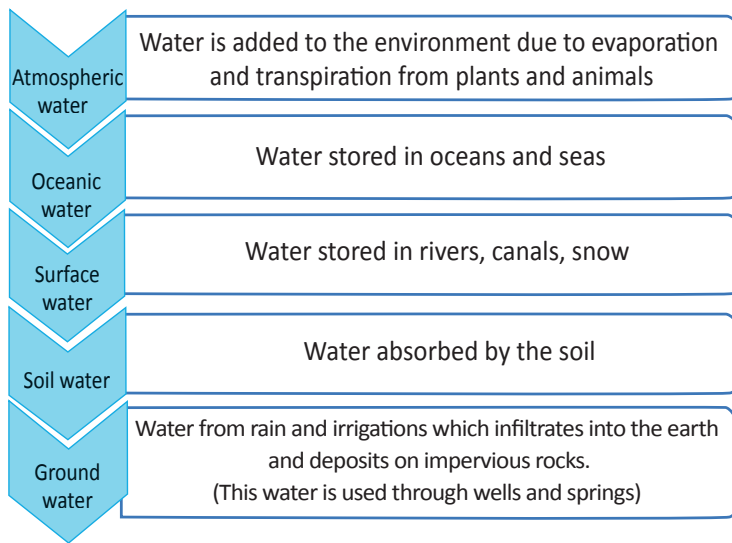 Atmospheric
water
Water is added to the environment due to evaporation
and transpiration from plants and animals
Oceanic
water
Water stored in oceans and seas
Surface
water
Water stored in rivers, canals, snow
Soil water
Water absorbed by the soil
Ground
water
Water from rain and irrigations which infiltrates into the earth
and deposits on impervious rocks.
(This water is used through wells and springs)